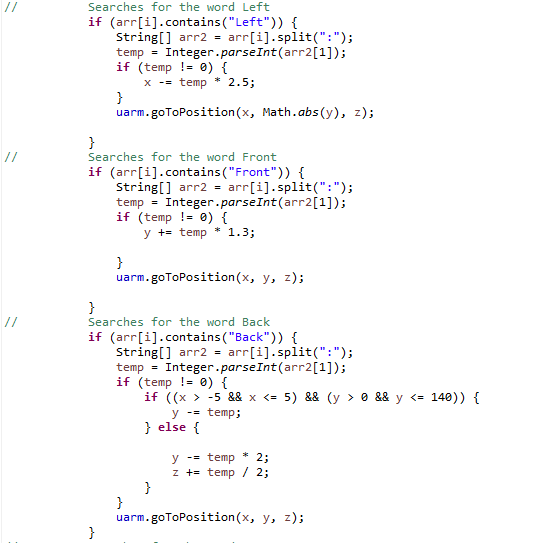 //          Searches for the word Left
            if (arr[i].contains("Left")) {
                String[] arr2 = arr[i].split(":");
                temp = Integer.parseInt(arr2[1]);
                if (temp != 0) {
                    x -= temp * 2.5;
                }
                uarm.goToPosition(x, Math.abs(y), z);
            }
//          Searches for the word Front
            if (arr[i].contains("Front")) {
                String[] arr2 = arr[i].split(":");
                temp = Integer.parseInt(arr2[1]);
                if (temp != 0) {
                    y += temp * 1.3;
                }
                uarm.goToPosition(x, y, z);
            }
//          Searches for the word Back
            if (arr[i].contains("Back")) {
                String[] arr2 = arr[i].split(":");
                temp = Integer.parseInt(arr2[1]);
                if (temp != 0) {
                    if ((x > -5 && x <= 5) && (y > 0 && y <= 140)) {
                        y -= temp;
                    } else {
                        y -= temp * 2;
                        z += temp / 2;
                    }
                }
                uarm.goToPosition(x, y, z);
            }